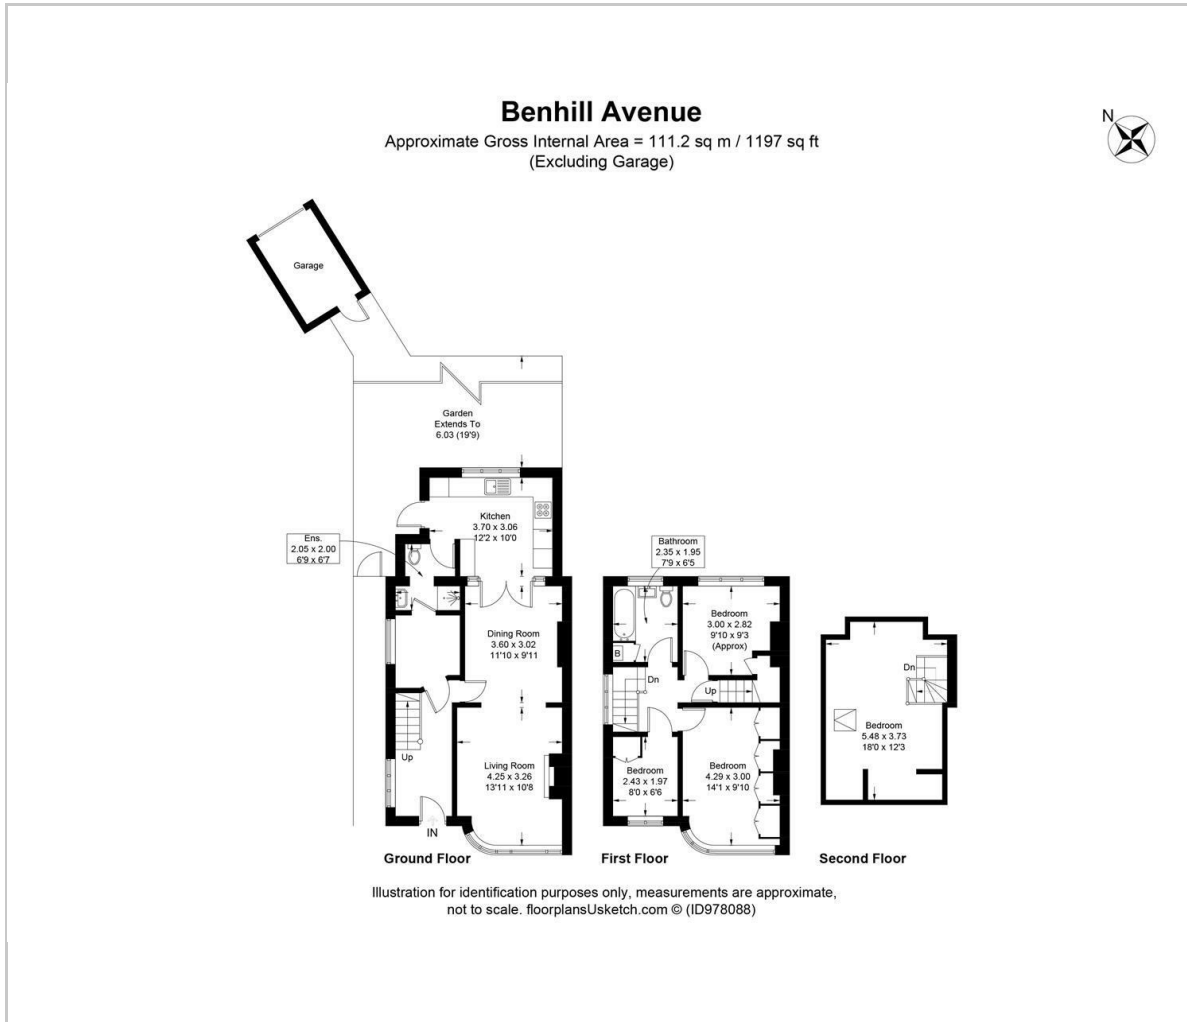 Benhill Avenue
Approximate Gross Internal Area = 111.2 sq m / 1197 sq ft
(Excluding Garage)
N
Garage
Garden
Extends To
6.03 (19'9)
Kitchen
3.70 x 3.06
12'2 x 10'0
Ens.
2.05 x 2.00
6'9 x 6'7
Dining Room
3.60 x 3.02
11'10 x 9'11
Up
Living Room
4.25 x 3.26
13'11 x 10'8
IN
Ground Floor
Bathroom
2.35 x 1.95
7'9 x 6'5
Bedroom
3.00 x 2.82
9'10 x 9'3
(Approx)
B
Dn
Up
Bedroom
2.43 x 1.97
8'0 x 6'6
Bedroom
4.29 x 3.00
14'1 x 9'10
First Floor
Dn
Bedroom
5.48 x 3.73
18'0 x 12'3
Second Floor
Illustration for identification purposes only, measurements are approximate,
not to scale. floorplansUsketch.com © (ID978088)